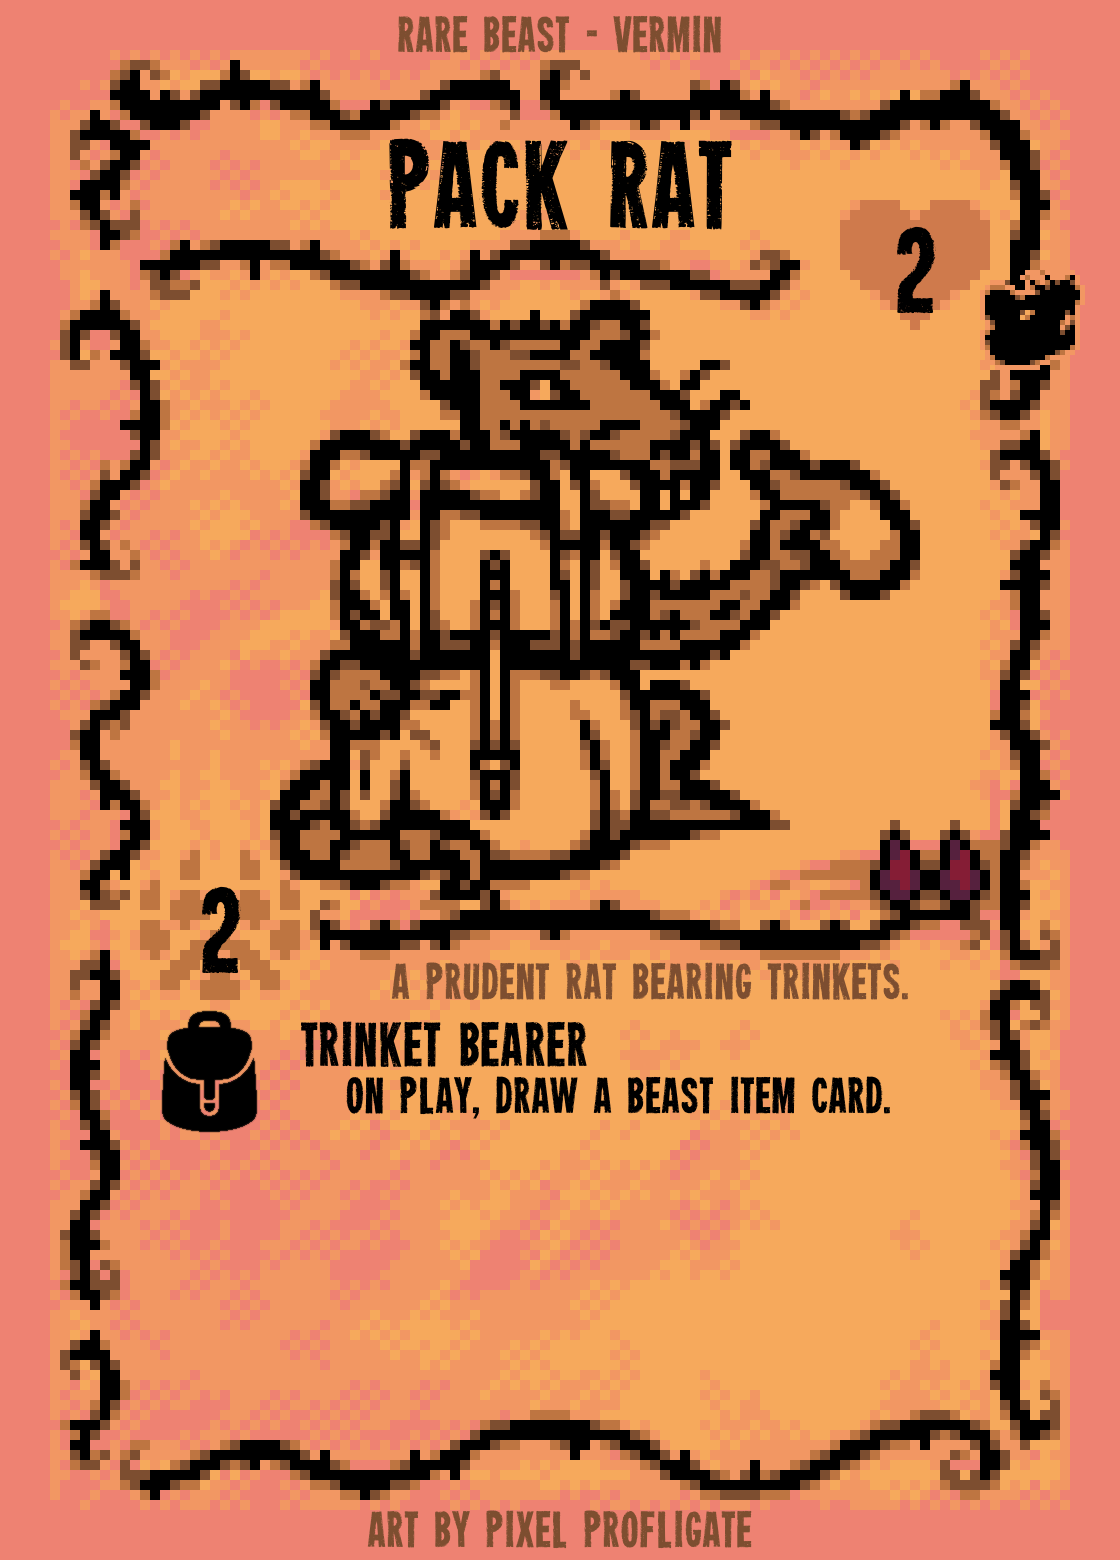 RARE BEAST - VERMIN
PACK RAT
2
2
A PRUDENT RAT BEARING TRINKETS.
TRINKET BEARER
ON PLAY, DRAW A BEAST ITEM CARD.
ART BY PIXEL PROFLIGATE